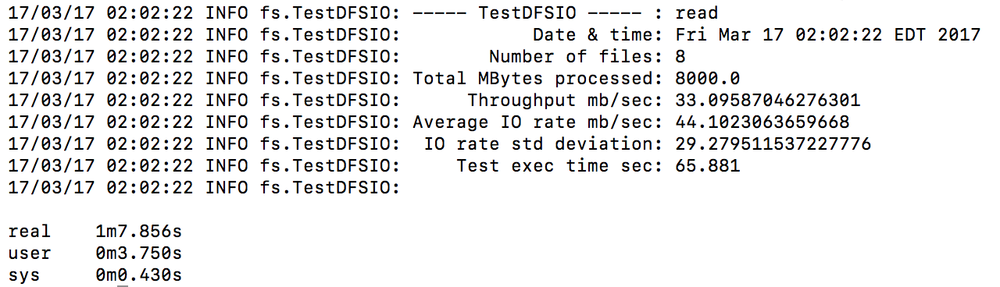 17/03/17 02:02:22 INFO fs.TestDFSIO: ----- TestDFSIO ----- : read
17/03/17 02:02:22 INFO fs.TestDFSIO:            Date & time: Fri Mar 17 02:02:22 EDT 2017
17/03/17 02:02:22 INFO fs.TestDFSIO:        Number of files: 8
17/03/17 02:02:22 INFO fs.TestDFSIO: Total MBytes processed: 8000.0
17/03/17 02:02:22 INFO fs.TestDFSIO:      Throughput mb/sec: 33.09587046276301
17/03/17 02:02:22 INFO fs.TestDFSIO: Average IO rate mb/sec: 44.1023063659668
17/03/17 02:02:22 INFO fs.TestDFSIO:  IO rate std deviation: 29.279511537227776
17/03/17 02:02:22 INFO fs.TestDFSIO:     Test exec time sec: 65.881
17/03/17 02:02:22 INFO fs.TestDFSIO:

real    1m7.856s
user    0m3.750s
sys     0m0.430s